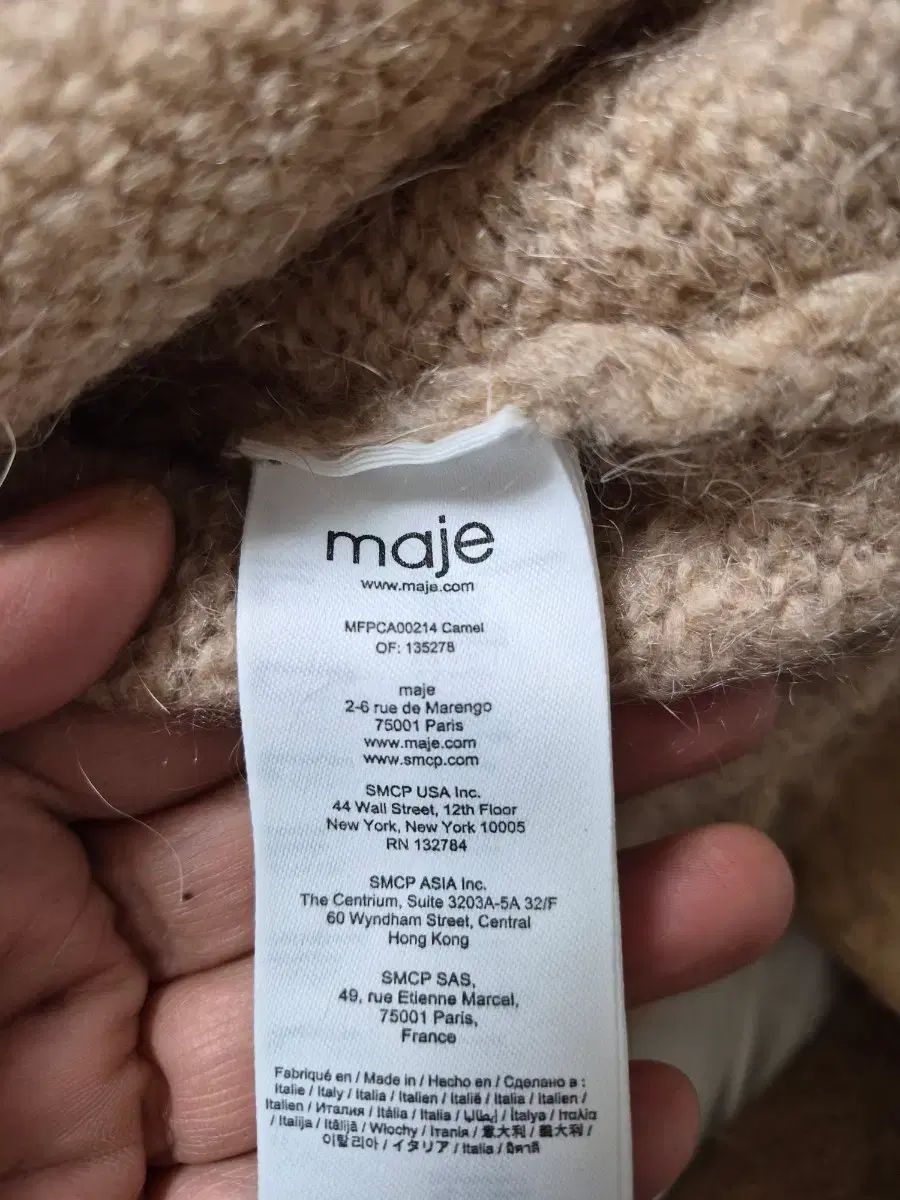 maje
www.maje.com
MFPCA00214 Camel
OF: 135278
maje
2-6 rue de Marengo
75001 Paris
www.maje.com
www.smcp.com
SMCP USA Inc.
44 Wall Street, 12th Floor
New York, New York 10005
RN 132784
SMCP ASIA Inc.
The Centrium, Suite 3203A-5A 32/F
60 Wyndham Street, Central
Hong Kong
SMCP SAS,
49, rue Etienne Marcel,
75001 Paris,
France
Fabriqué en / Made in / Hecho en / Сделано в :
Italie / Italy / Italia / Italien / Italië / Italia / Italien /
Italien / Италия / Itália / Italia / إيطاليا / İtalya / Ιταλία
/ Italija / Itālijā / Włochy / Італія / 意大利 / 義大利 /
이탈리아 / イタリア / Italia / อิตาลี